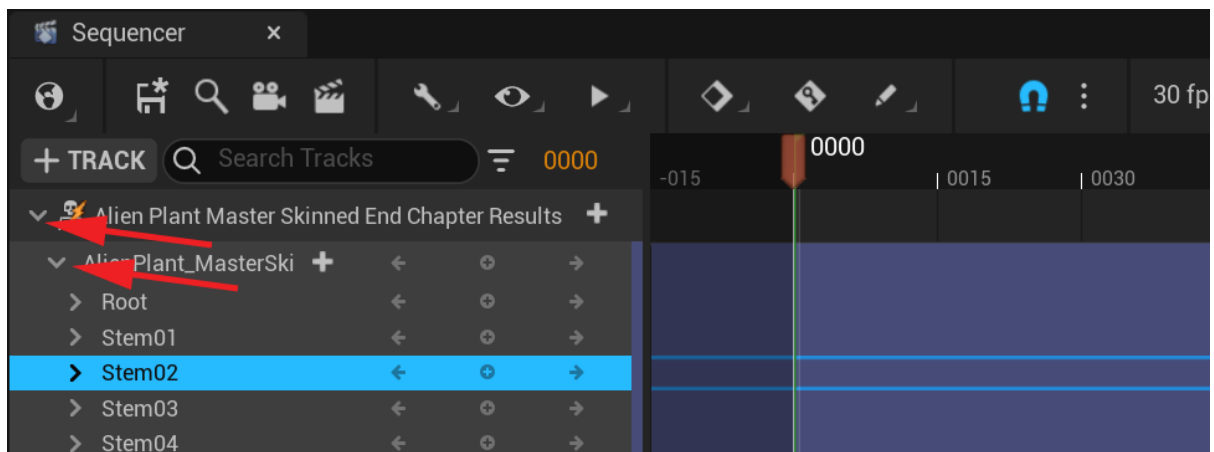 Sequencer
30 fp
+ TRACK Search Tracks 0000
0000
-015 0015 0030
Alien Plant Master Skinned End Chapter Results
AlienPlant_MasterSki
Root
Stem01
Stem02
Stem03
Stem04